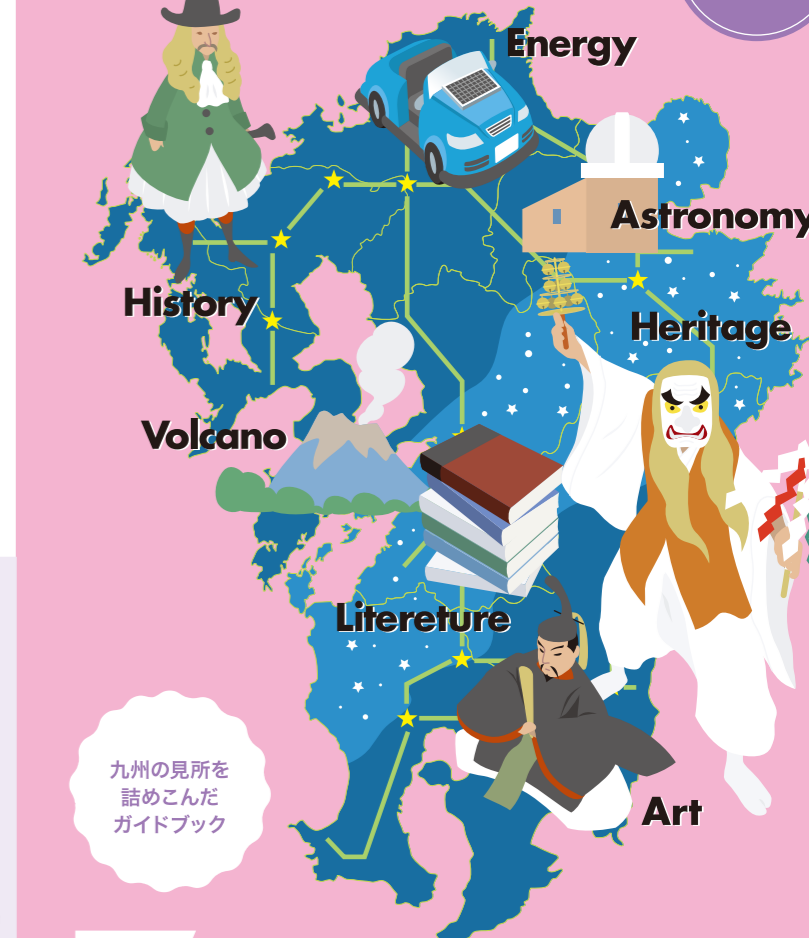 Energy
Astronomy
History
Heritage
Volcano
Litereture
九州の見所を
詰めこんだ
ガイドブック
Art